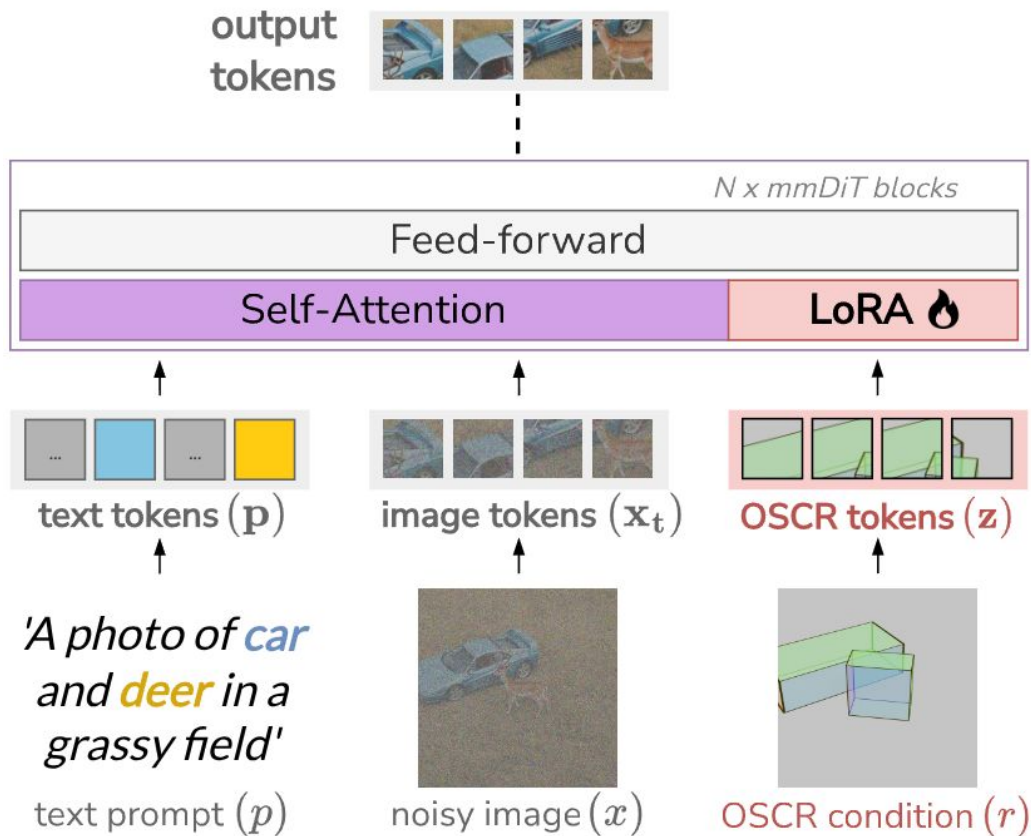 output
tokens
N x mmDiT blocks
Feed-forward
Self-Attention
LoRA
... ...
text tokens (p)
image tokens (x_t)
OSCR tokens (z)
'A photo of car
and deer in a
grassy field'
text prompt (p)
noisy image (x)
OSCR condition (r)